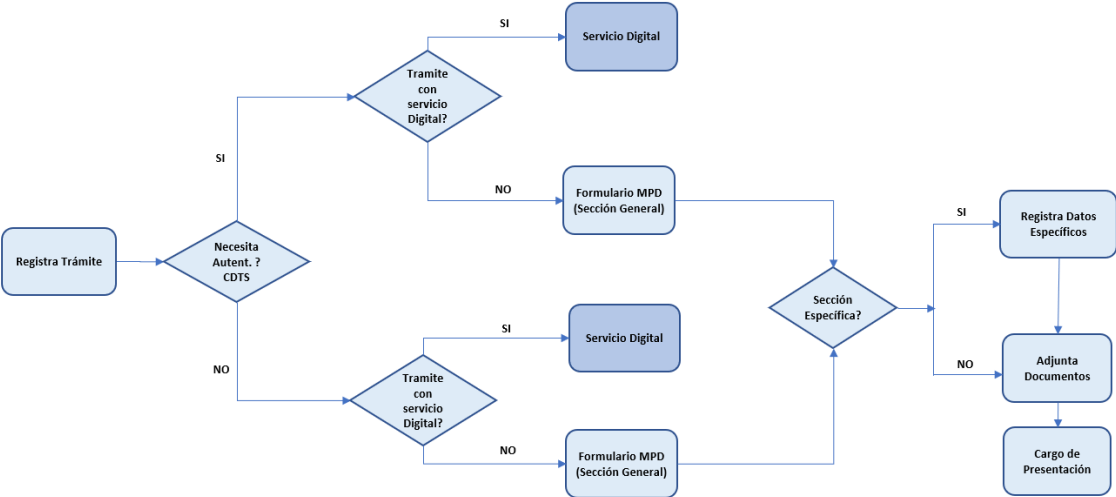 SI
Servicio Digital
Tramite
con
servicio
Digital?
SI
NO
Formulario MPD
(Sección General)
Registra Trámite
Necesita
Autent. ?
CDTS
SI
Registra Datos
Específicos
Sección
Específica?
NO
SI
Servicio Digital
NO
Adjunta
Documentos
Tramite
con
servicio
Digital?
NO
Formulario MPD
(Sección General)
Cargo de
Presentación